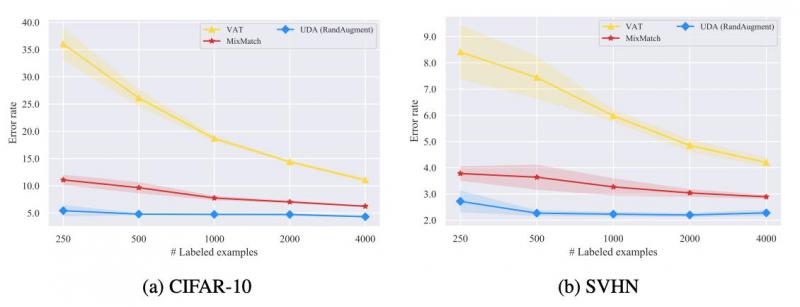 40.0
35.0
30.0
25.0
20.0
15.0
10.0
5.0
Error rate
VAT
MixMatch
UDA (RandAugment)
250 500 1000 2000 4000
# Labeled examples
(a) CIFAR-10
9.0
8.0
7.0
6.0
5.0
4.0
3.0
2.0
Error rate
VAT
MixMatch
UDA (RandAugment)
250 500 1000 2000 4000
# Labeled examples
(b) SVHN